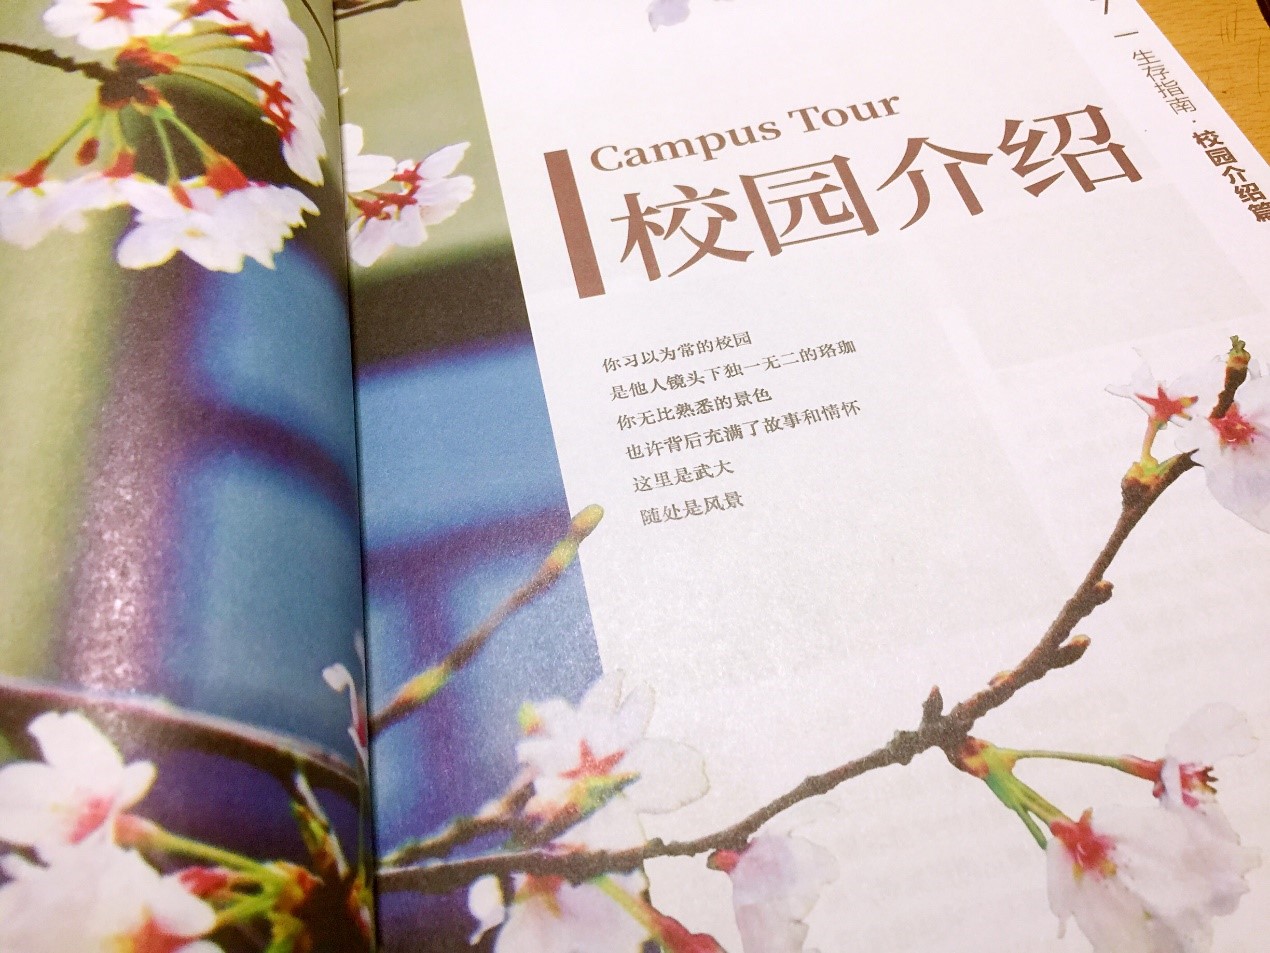 一生存指南·校园介绍篇
Campus Tour
校园介绍
你习以为常的校园
是他人镜头下独一无二的珞珈
你无比熟悉的景色
也许背后充满了故事和情怀
这里是武大
随处是风景